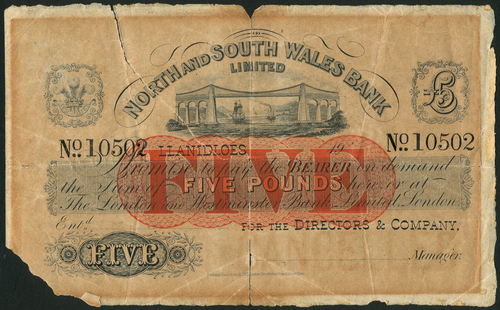 NORTH AND SOUTH WALES BANK
LIMITED
£5
No. 10502 LLANIDLOES 19 No. 10502
Promise to pay the BEARER on demand
the Sum of FIVE POUNDS here or at
The London and Westminster Bank Limited, London
FIVE
Ent'd
FOR THE DIRECTORS & COMPANY.
FIVE
Manager.